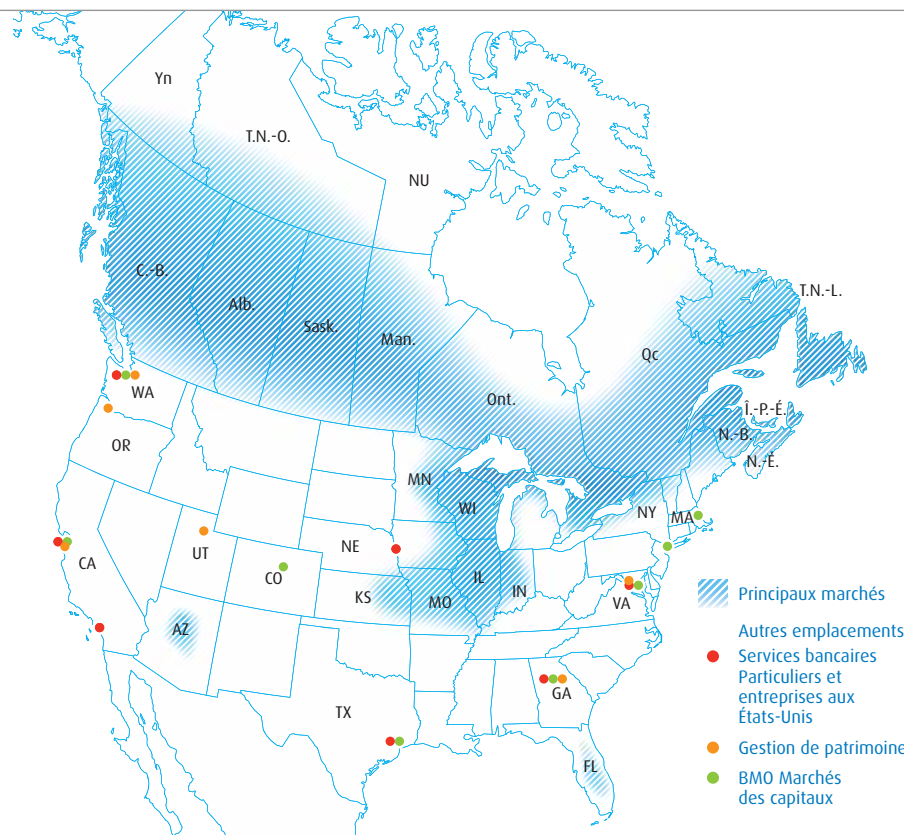 Yn
T.N.-O.
NU
C.-B.
Alb.
Sask.
Man.
Ont.
Qc
T.N.-L.
Î.-P.-É.
N.-B.
N.-É.
WA
OR
MN
WI
NY
MA
CA
UT
CO
NE
KS
MO
IL
IN
VA
AZ
TX
GA
FL
Principaux marchés
Autres emplacements
Services bancaires
Particuliers et
entreprises aux
États-Unis
Gestion de patrimoine
BMO Marchés
des capitaux